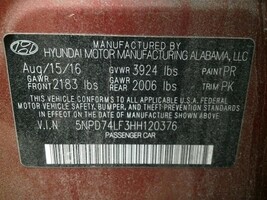 HYUNDAI MOTOR MANUFACTURING ALABAMA, LLC
Aug/15/16 GVWR 3924 lbs PAINT PR
GAWR FRONT 2183 lbs GAWR REAR 2006 lbs TRIM PK
THIS VEHICLE CONFORMS TO ALL APPLICABLE U.S. FEDERAL
MOTOR VEHICLE SAFETY, BUMPER, AND THEFT PREVENTION
STANDARDS IN EFFECT ON THE DATE OF MANUFACTURE SHOWN ABOVE.
V.I.N 5NPD74LF3HH120376
PASSENGER CAR